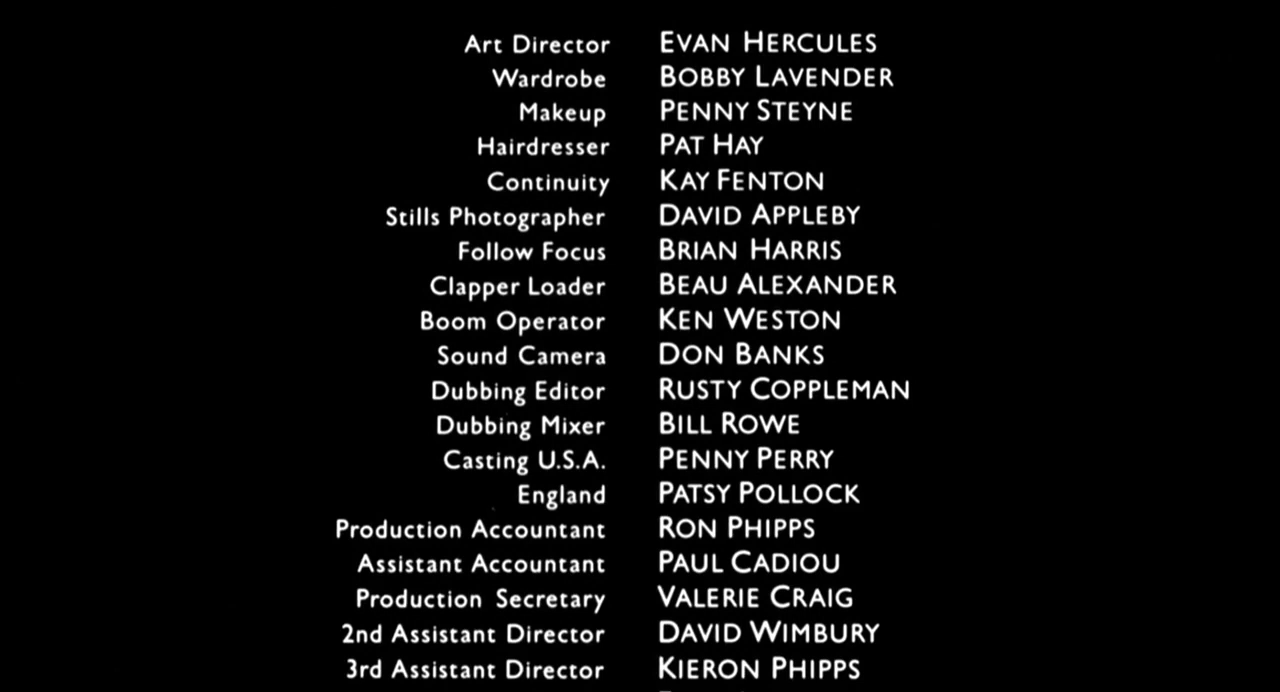 Art Director EVAN HERCULES
Wardrobe BOBBY LAVENDER
Makeup PENNY STEYNE
Hairdresser PAT HAY
Continuity KAY FENTON
Stills Photographer DAVID APPLEBY
Follow Focus BRIAN HARRIS
Clapper Loader BEAU ALEXANDER
Boom Operator KEN WESTON
Sound Camera DON BANKS
Dubbing Editor RUSTY COPPLEMAN
Dubbing Mixer BILL ROWE
Casting U.S.A. PENNY PERRY
England PATSY POLLOCK
Production Accountant RON PHIPPS
Assistant Accountant PAUL CADIOU
Production Secretary VALERIE CRAIG
2nd Assistant Director DAVID WIMBURY
3rd Assistant Director KIERON PHIPPS